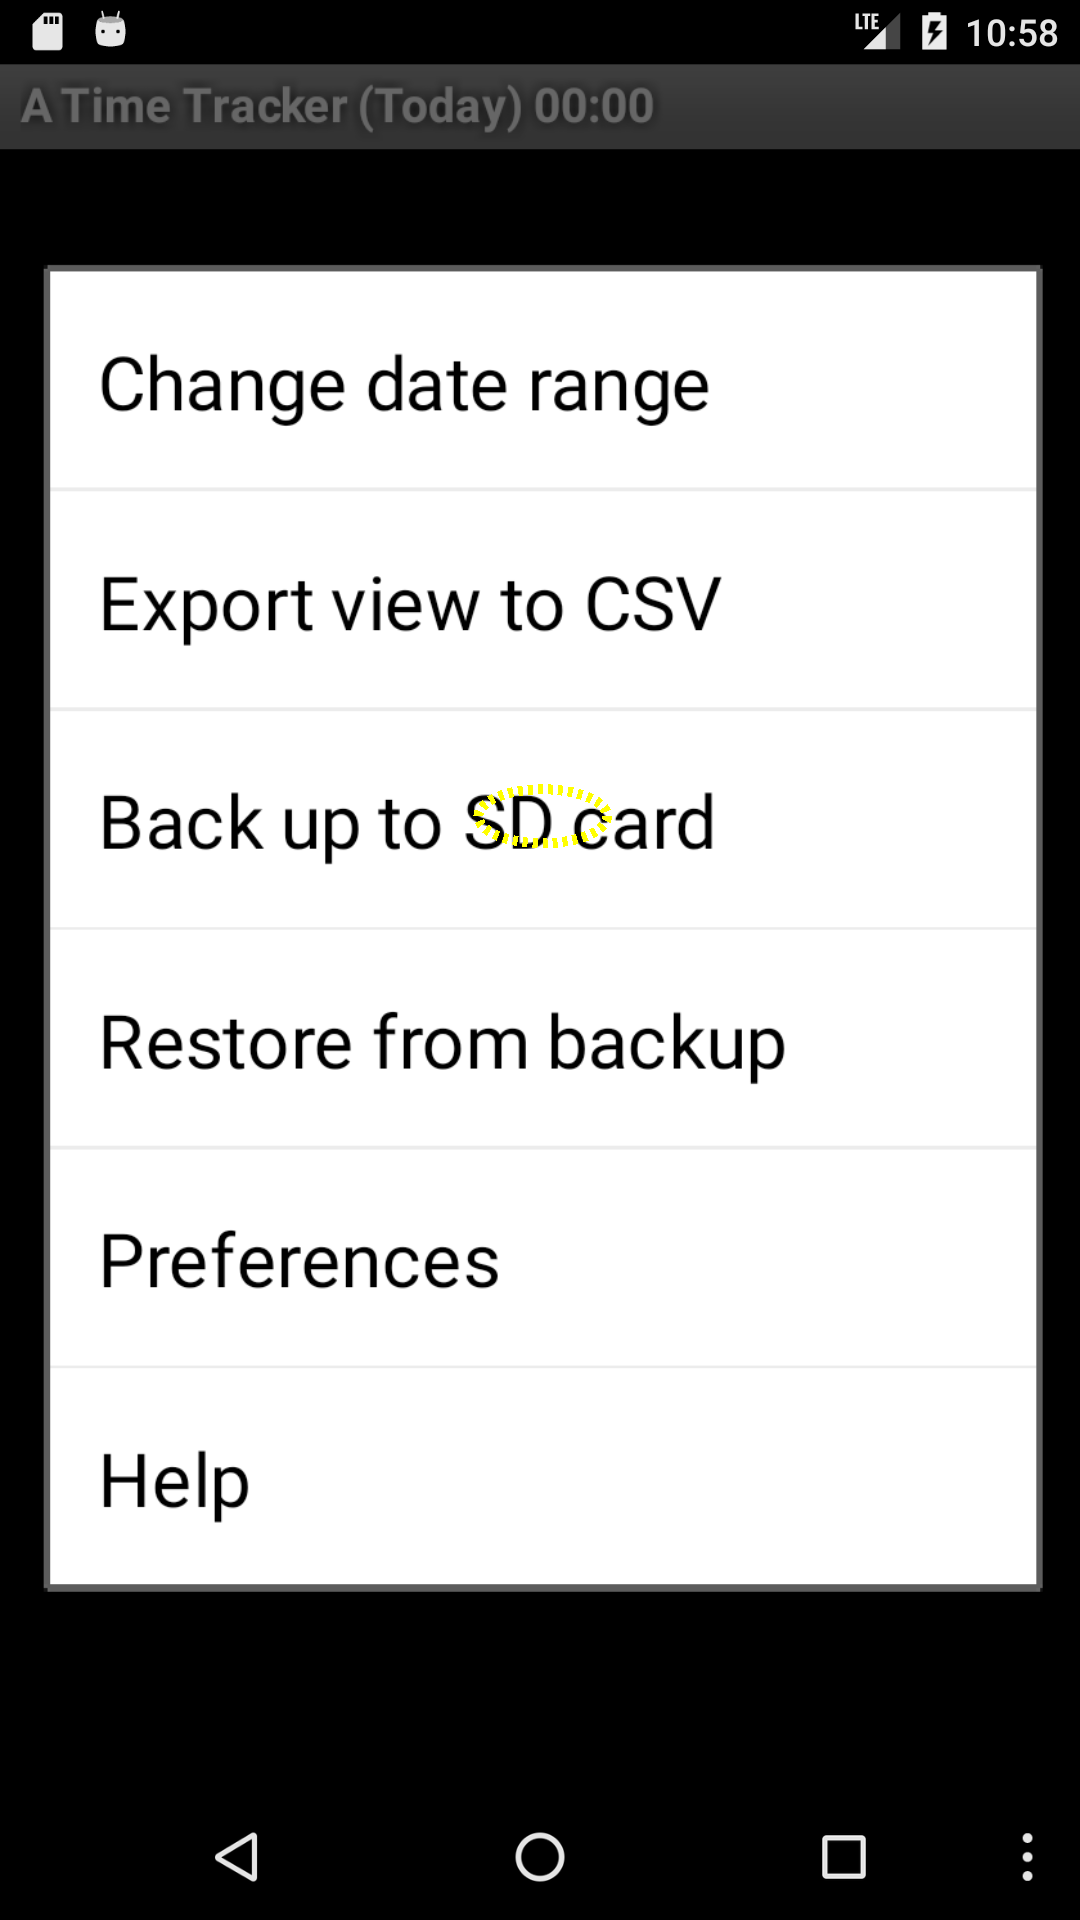 LTE 10:58
A Time Tracker (Today) 00:00
Change date range
Export view to CSV
Back up to SD card
Restore from backup
Preferences
Help